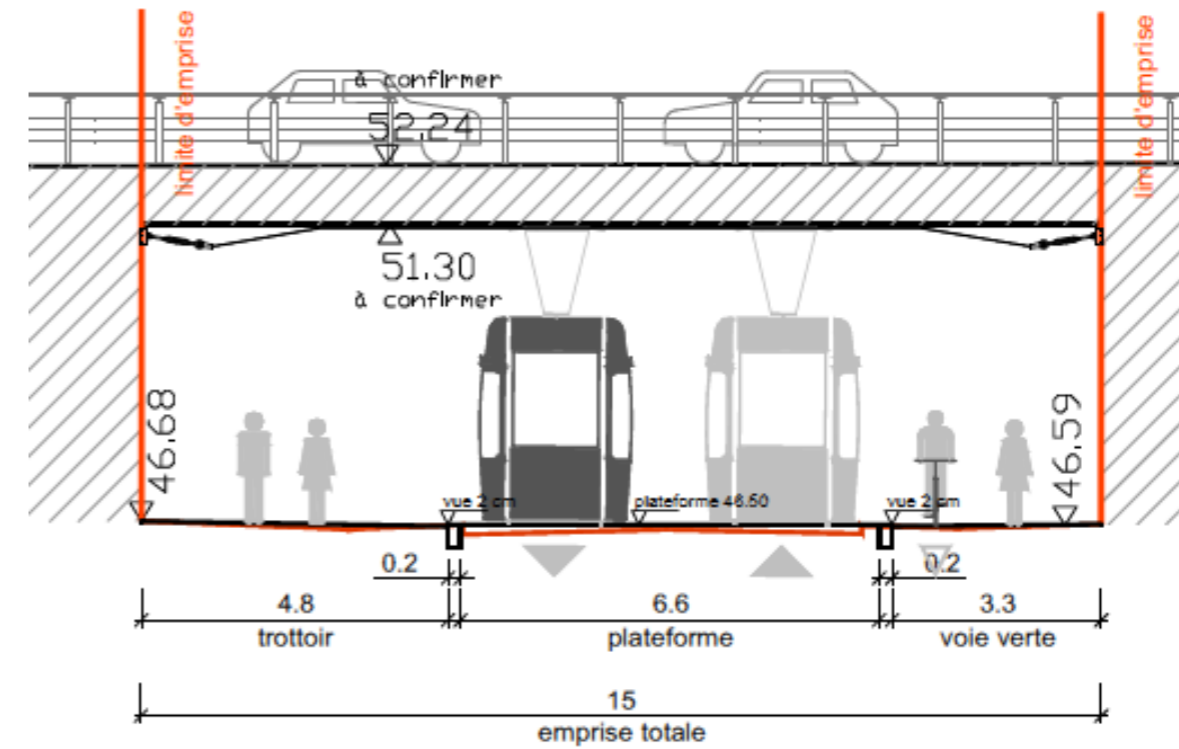 limite d'emprise
limite d'emprise
à confirmer
52.24
51.30
à confirmer
46.68
46.59
vue 2 cm
plateforme 46.50
vue 2 cm
0.2
0.2
4.8
6.6
3.3
trottoir
plateforme
voie verte
15
emprise totale